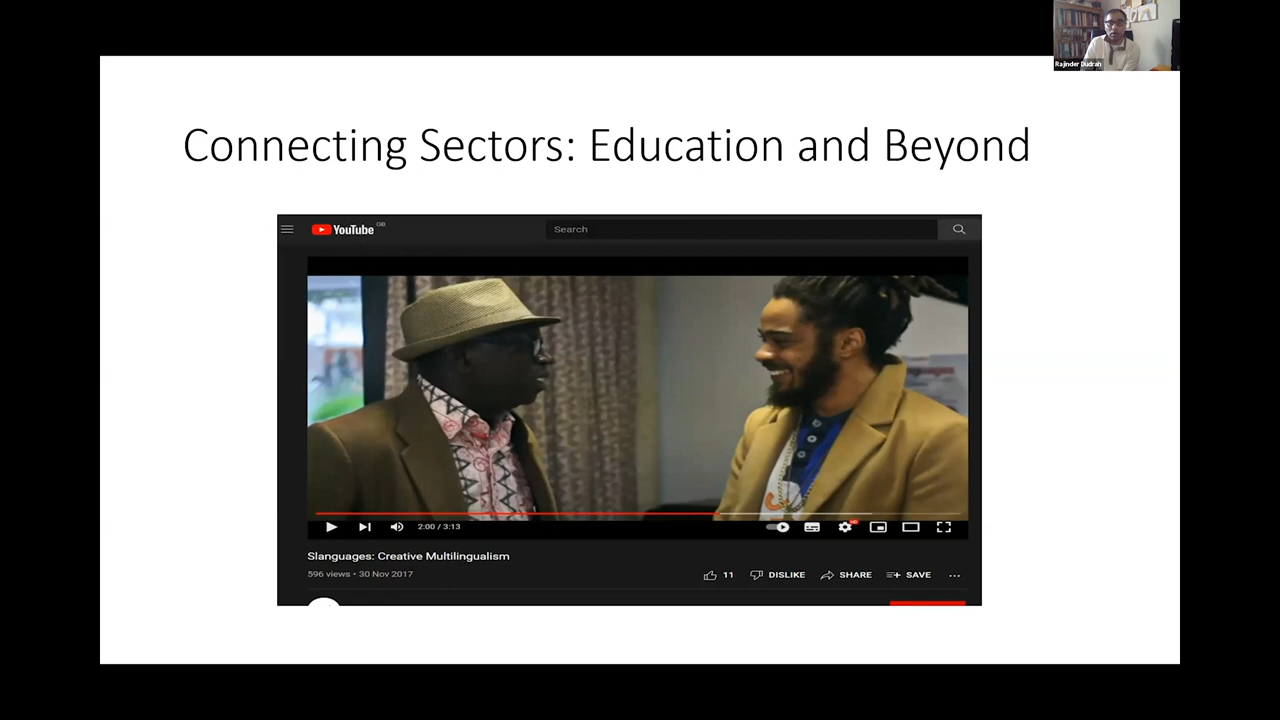 Rajinder Dudrah
Connecting Sectors: Education and Beyond
YouTube GB
Search
2:00 / 3:13
HD
Slanguages: Creative Multilingualism
596 views • 30 Nov 2017
11 DISLIKE SHARE SAVE